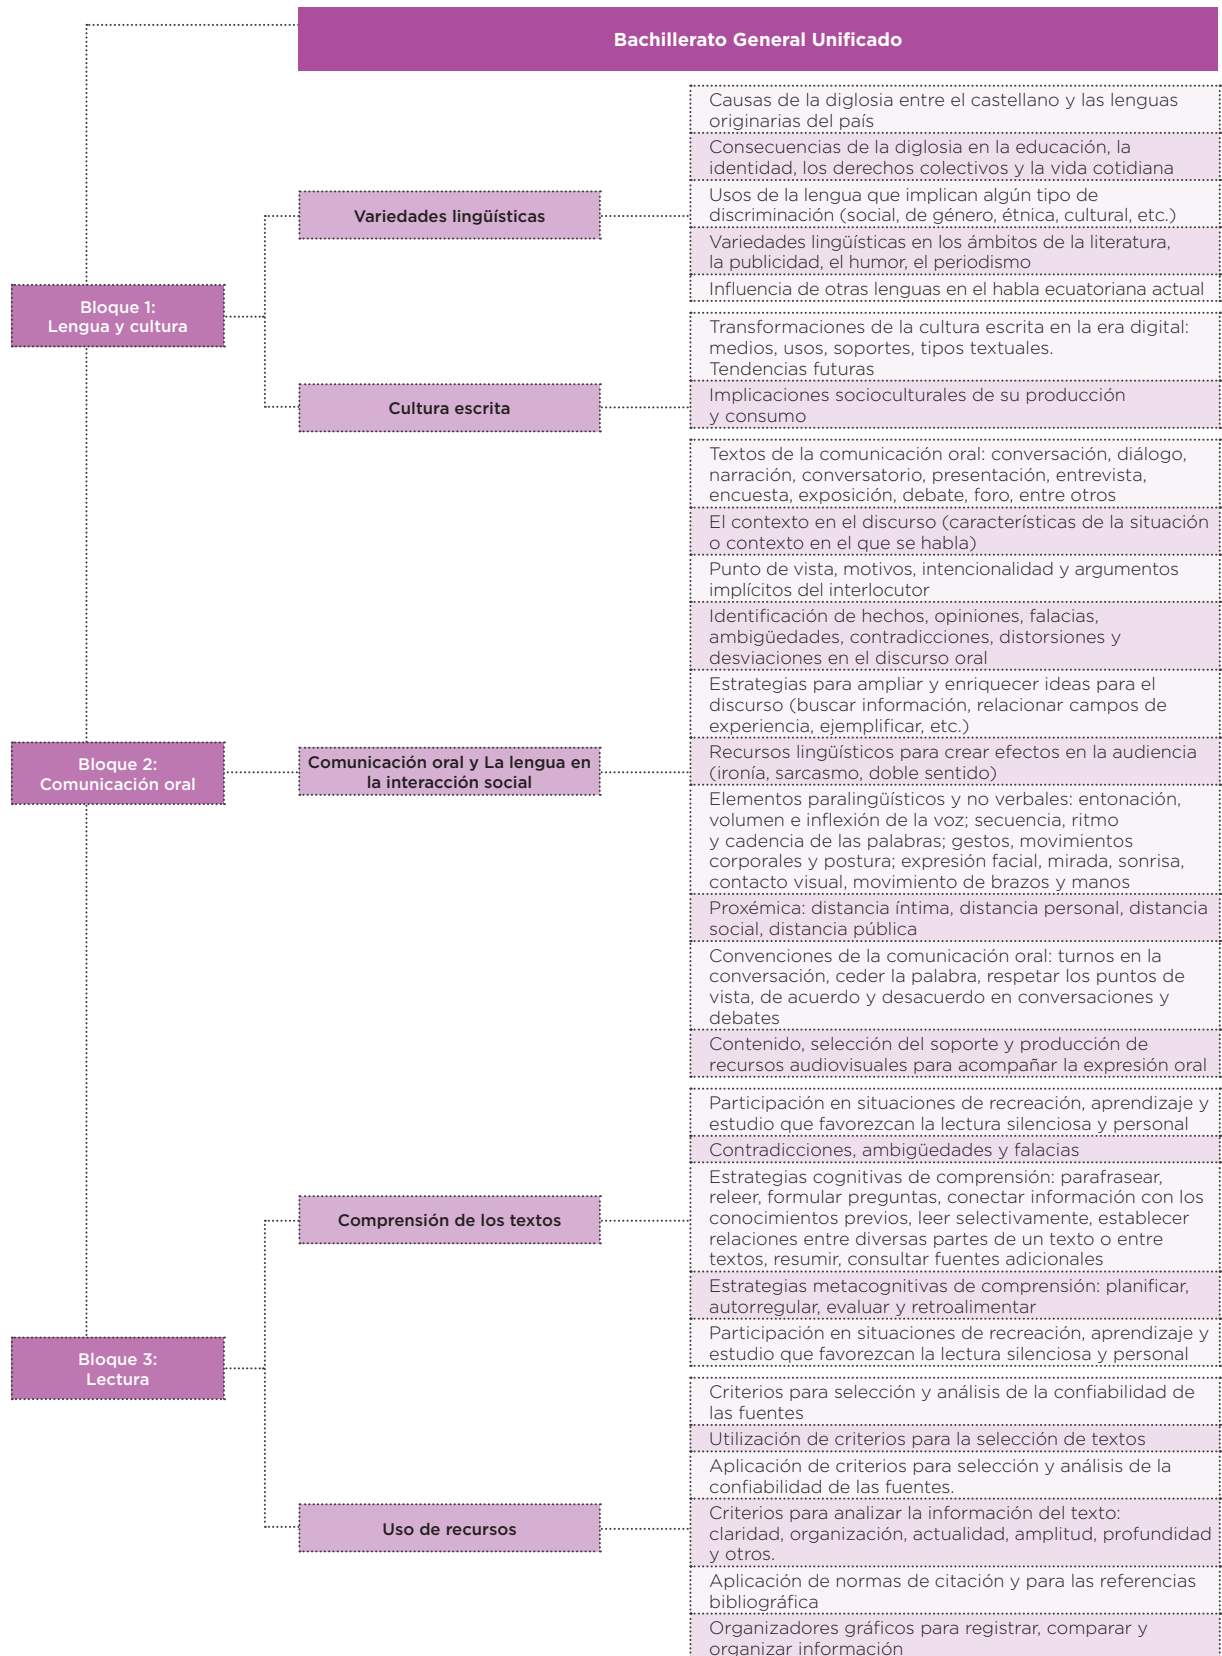 Bachillerato General Unificado
Bloque 1:
Lengua y cultura
Variedades lingüísticas
Causas de la diglosia entre el castellano y las lenguas
originarias del país
Consecuencias de la diglosia en la educación, la
identidad, los derechos colectivos y la vida cotidiana
Usos de la lengua que implican algún tipo de
discriminación (social, de género, étnica, cultural, etc.)
Variedades lingüísticas en los ámbitos de la literatura,
la publicidad, el humor, el periodismo
Influencia de otras lenguas en el habla ecuatoriana actual
Cultura escrita
Transformaciones de la cultura escrita en la era digital:
medios, usos, soportes, tipos textuales.
Tendencias futuras
Implicaciones socioculturales de su producción
y consumo
Bloque 2:
Comunicación oral
Comunicación oral y La lengua en
la interacción social
Textos de la comunicación oral: conversación, diálogo,
narración, conversatorio, presentación, entrevista,
encuesta, exposición, debate, foro, entre otros
El contexto en el discurso (características de la situación
o contexto en el que se habla)
Punto de vista, motivos, intencionalidad y argumentos
implícitos del interlocutor
Identificación de hechos, opiniones, falacias,
ambigüedades, contradicciones, distorsiones y
desviaciones en el discurso oral
Estrategias para ampliar y enriquecer ideas para el
discurso (buscar información, relacionar campos de
experiencia, ejemplificar, etc.)
Recursos lingüísticos para crear efectos en la audiencia
(ironía, sarcasmo, doble sentido)
Elementos paralingüísticos y no verbales: entonación,
volumen e inflexión de la voz; secuencia, ritmo
y cadencia de las palabras; gestos, movimientos
corporales y postura; expresión facial, mirada, sonrisa,
contacto visual, movimiento de brazos y manos
Proxémica: distancia íntima, distancia personal, distancia
social, distancia pública
Convenciones de la comunicación oral: turnos en la
conversación, ceder la palabra, respetar los puntos de
vista, de acuerdo y desacuerdo en conversaciones y
debates
Contenido, selección del soporte y producción de
recursos audiovisuales para acompañar la expresión oral
Bloque 3:
Lectura
Comprensión de los textos
Participación en situaciones de recreación, aprendizaje y
estudio que favorezcan la lectura silenciosa y personal
Contradicciones, ambigüedades y falacias
Estrategias cognitivas de comprensión: parafrasear,
releer, formular preguntas, conectar información con los
conocimientos previos, leer selectivamente, establecer
relaciones entre diversas partes de un texto o entre
textos, resumir, consultar fuentes adicionales
Estrategias metacognitivas de comprensión: planificar,
autorregular, evaluar y retroalimentar
Participación en situaciones de recreación, aprendizaje y
estudio que favorezcan la lectura silenciosa y personal
Uso de recursos
Criterios para selección y análisis de la confiabilidad de
las fuentes
Utilización de criterios para la selección de textos
Aplicación de criterios para selección y análisis de la
confiabilidad de las fuentes.
Criterios para analizar la información del texto:
claridad, organización, actualidad, amplitud, profundidad
y otros.
Aplicación de normas de citación y para las referencias
bibliográfica
Organizadores gráficos para registrar, comparar y
organizar información